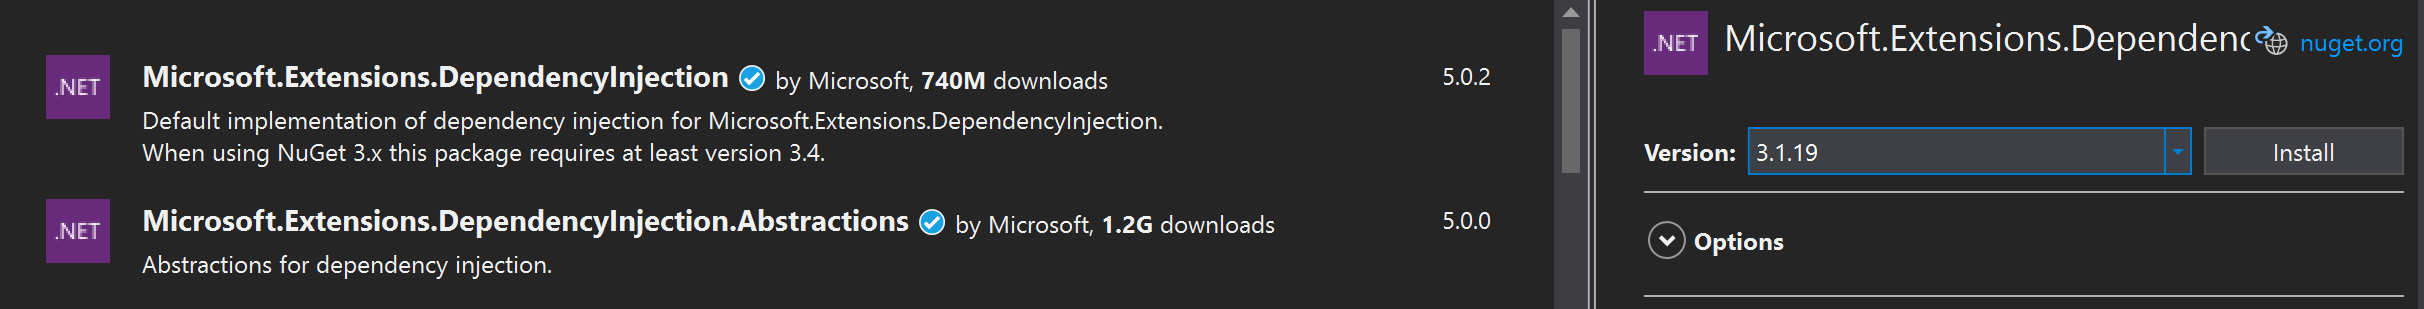 .NET
Microsoft.Extensions.DependencyInjection by Microsoft, 740M downloads 5.0.2
Default implementation of dependency injection for Microsoft.Extensions.DependencyInjection.
When using NuGet 3.x this package requires at least version 3.4.
.NET
Microsoft.Extensions.DependencyInjection.Abstractions by Microsoft, 1.2G downloads 5.0.0
Abstractions for dependency injection.
.NET
Microsoft.Extensions.Dependenc nuget.org
Version: 3.1.19 Install
Options